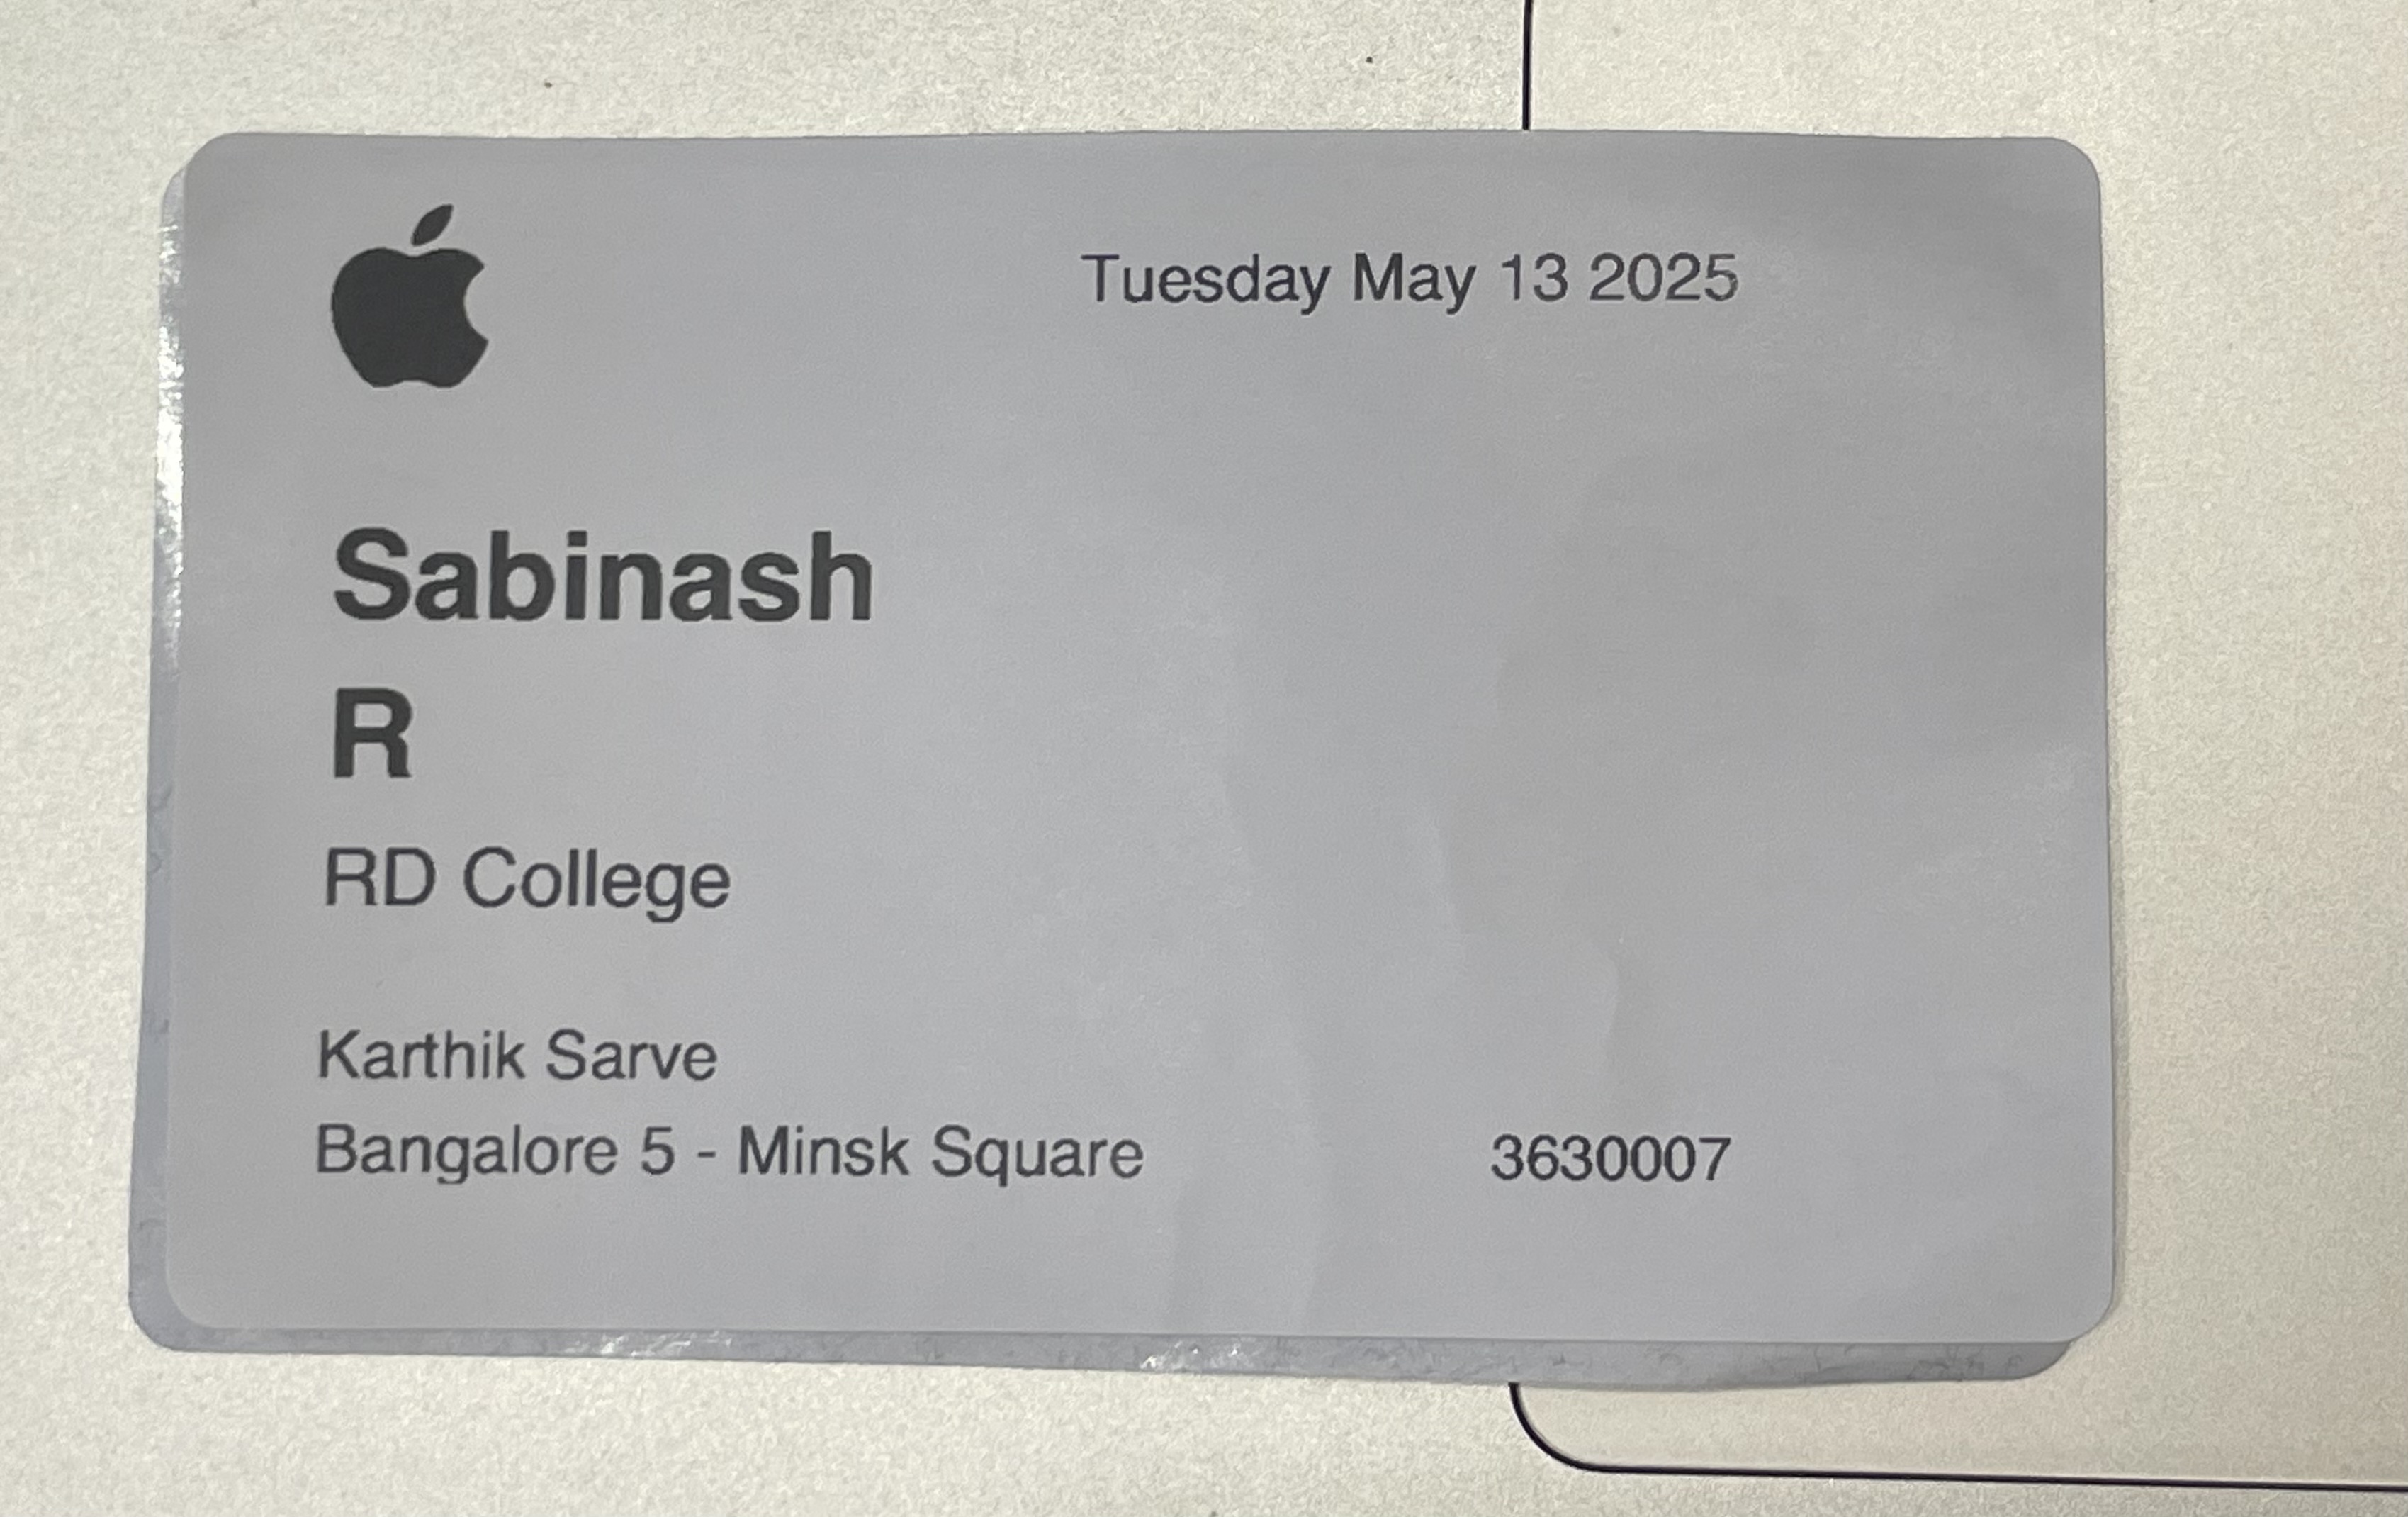 Tuesday May 13 2025
Sabinash
R
RD College
Karthik Sarve
Bangalore 5 - Minsk Square
3630007